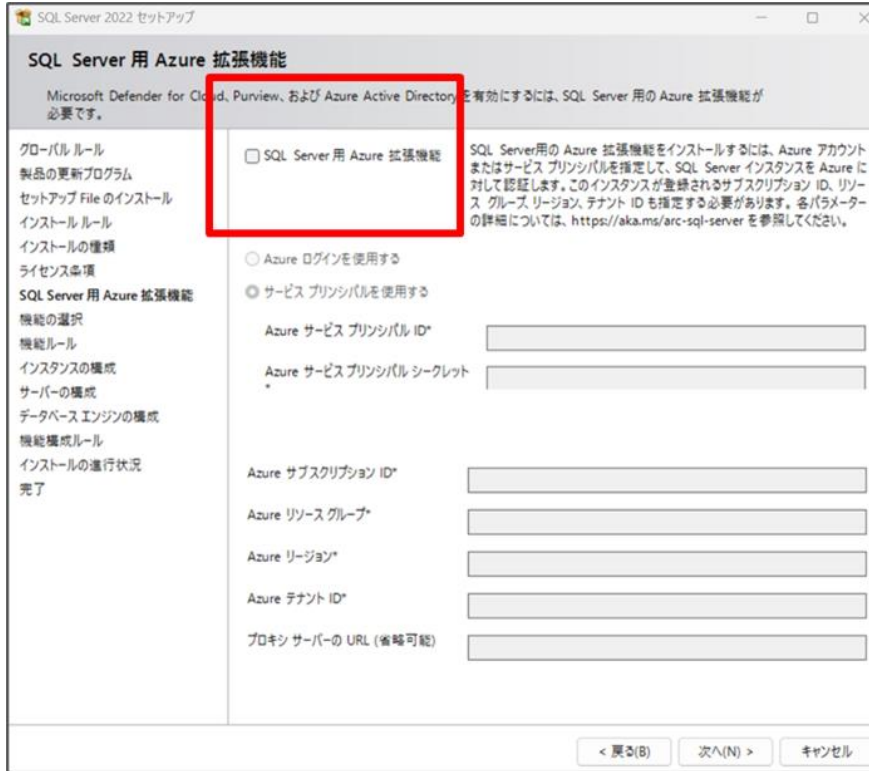 SQL Server 2022 セットアップ
SQL Server 用 Azure 拡張機能
Microsoft Defender for Cloud、Purview、および Azure Active Directory を有効にするには、SQL Server 用の Azure 拡張機能が
必要です。
グローバル ルール
製品の更新プログラム
セットアップ File のインストール
インストール ルール
インストールの種類
ライセンス条項
SQL Server 用 Azure 拡張機能
機能の選択
機能ルール
インスタンスの構成
サーバーの構成
データベース エンジンの構成
機能構成ルール
インストールの進行状況
完了
SQL Server 用 Azure 拡張機能
SQL Server用の Azure 拡張機能をインストールするには、Azure アカウント
またはサービス プリンシパルを指定して、SQL Server インスタンスを Azure に
対して認証します。このインスタンスが登録されるサブスクリプション ID、リソー
ス グループ、リージョン、テナント ID も指定する必要があります。各パラメーター
の詳細については、https://aka.ms/arc-sql-server を参照してください。
Azure ログインを使用する
サービス プリンシパルを使用する
Azure サービス プリンシパル ID*
Azure サービス プリンシパル シークレット
*
Azure サブスクリプション ID*
Azure リソース グループ*
Azure リージョン*
Azure テナント ID*
プロキシ サーバーの URL (省略可能)
< 戻る(B)
次へ(N) >
キャンセル